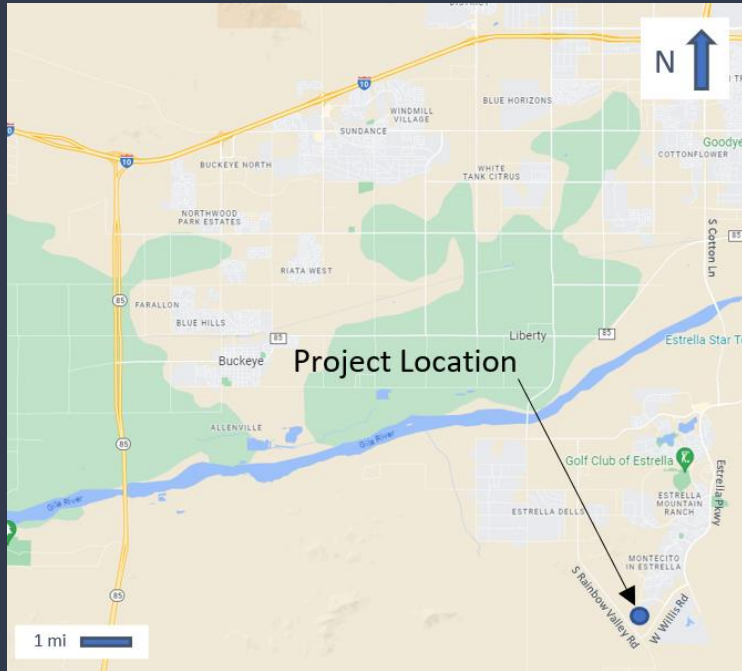 DISTRICT
N
10
WINDMILL
VILLAGE
BLUE HORIZONS
SUNDANCE
Goodye
10
10
BUCKEYE NORTH
COTTONFLOWER
WHITE
TANK CITRUS
NORTHWOOD
PARK ESTATES
S Cotton Ln
85
RIATA WEST
85
FARALLON
BLUE HILLS
85
Liberty
85
Estrella Star T
Buckeye
Project Location
ALLENVILLE
Gila River
85
Golf Club of Estrella
Estrella Pkwy
Gila River
ESTRELLA DELLS
ESTRELLA
MOUNTAIN
RANCH
MONTECITO
IN ESTRELLA
S Rainbow Valley Rd
W Willis Rd
85
1 mi